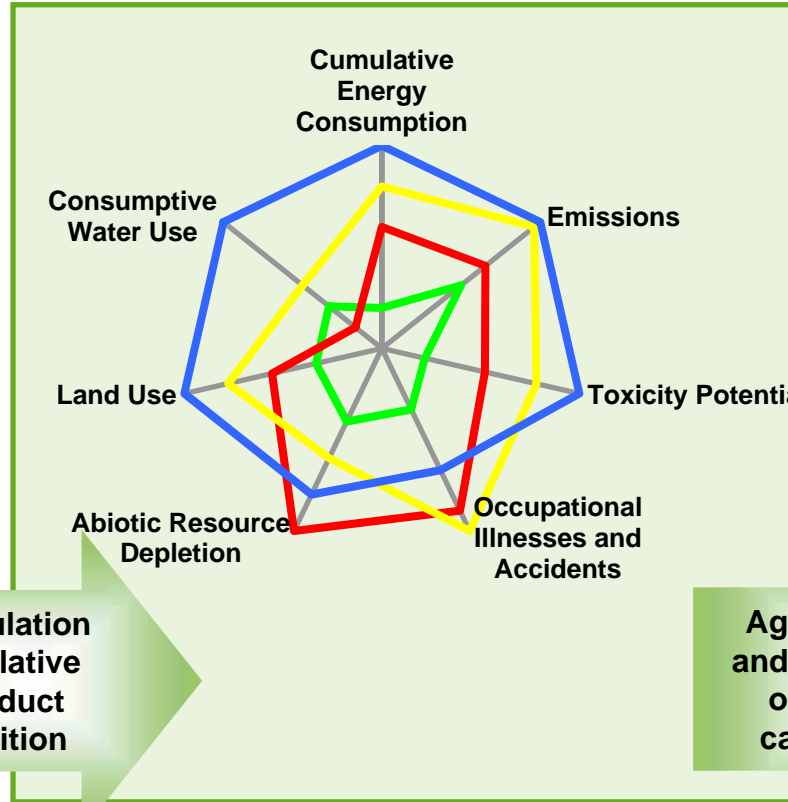 Cumulative
Energy
Consumption
Consumptive
Water Use
Emissions
Land Use
Toxicity Potentia
Abiotic Resource
Depletion
Occupational
Illnesses and
Accidents
ulation
lative
duct
ition
Ag
and
o
ca